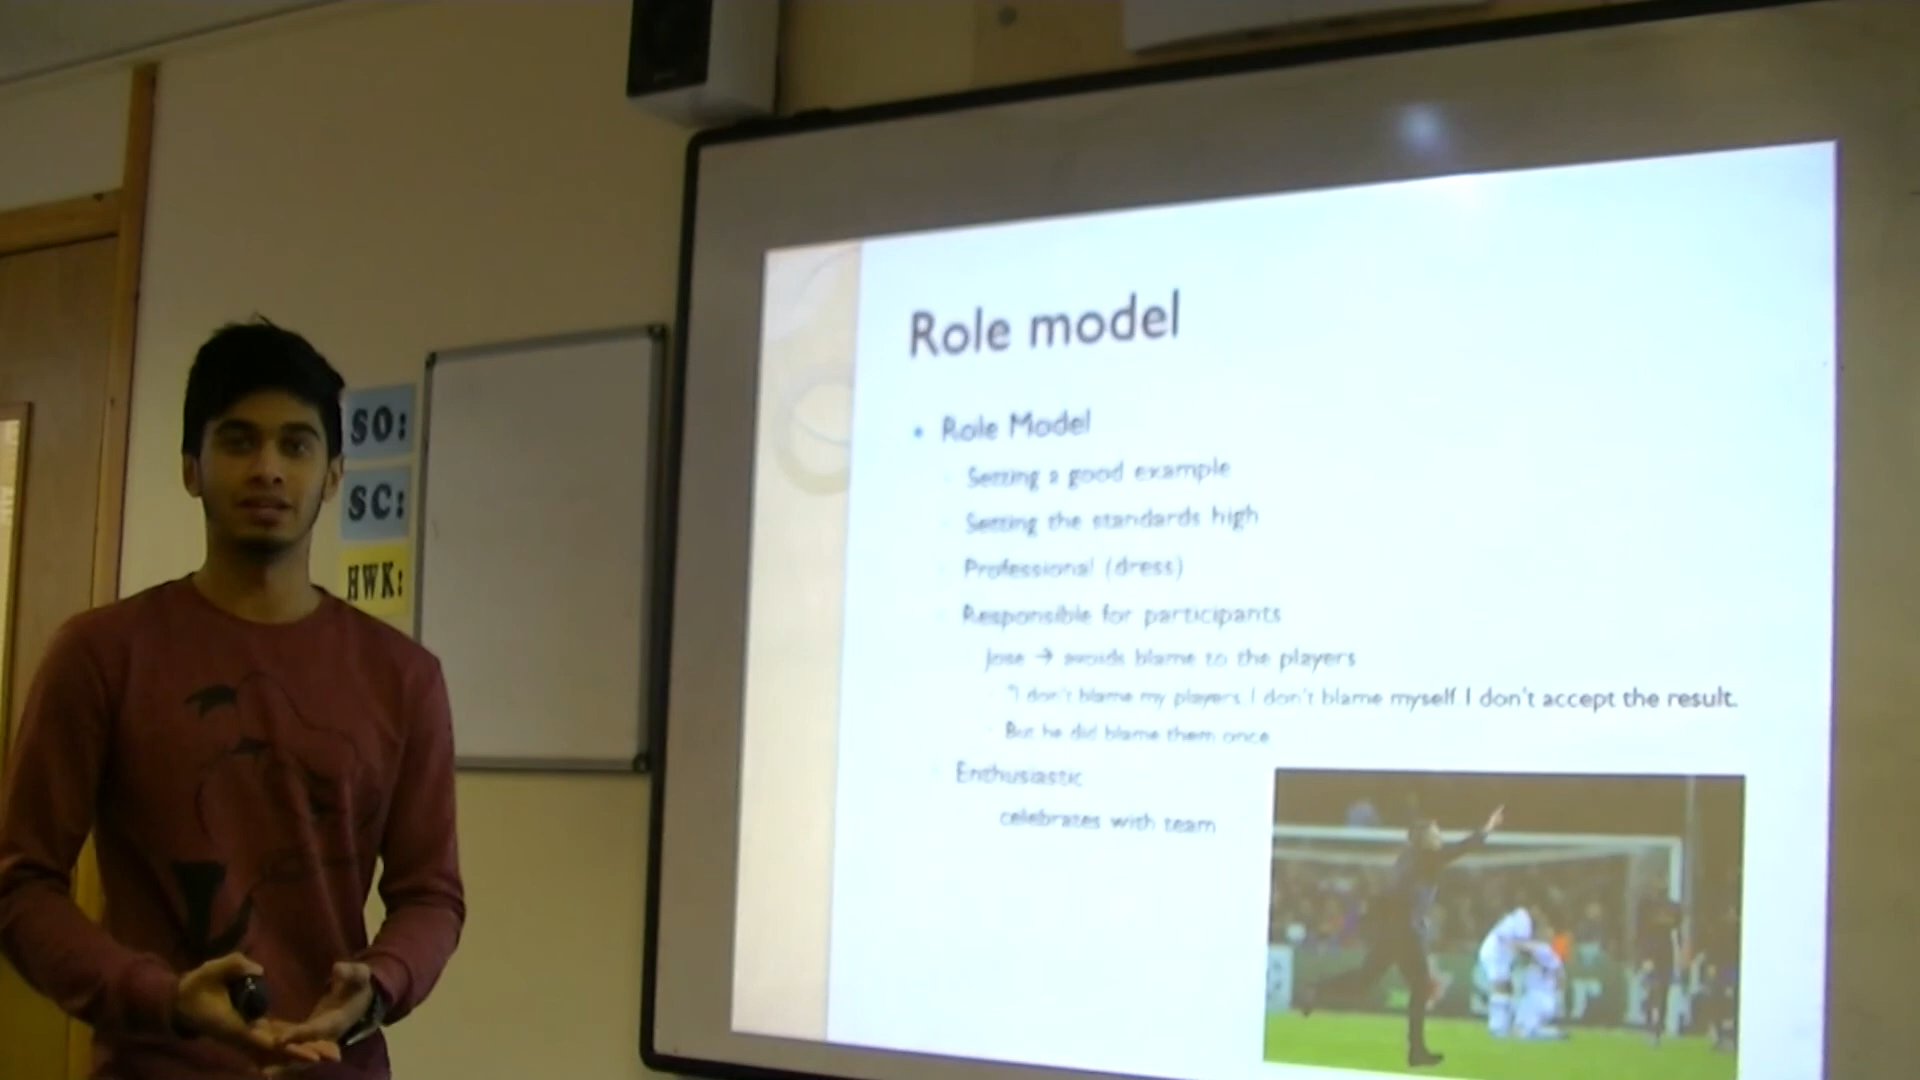 SO:
SC:
HWK:
Role model
• Role Model
Setting a good example
Setting the standards high
Professional (dress)
Responsible for participants
Jose → avoids blame to the players
"I don't blame my players. I don't blame myself. I don't accept the result.
But he did blame them once
Enthusiastic
celebrates with team